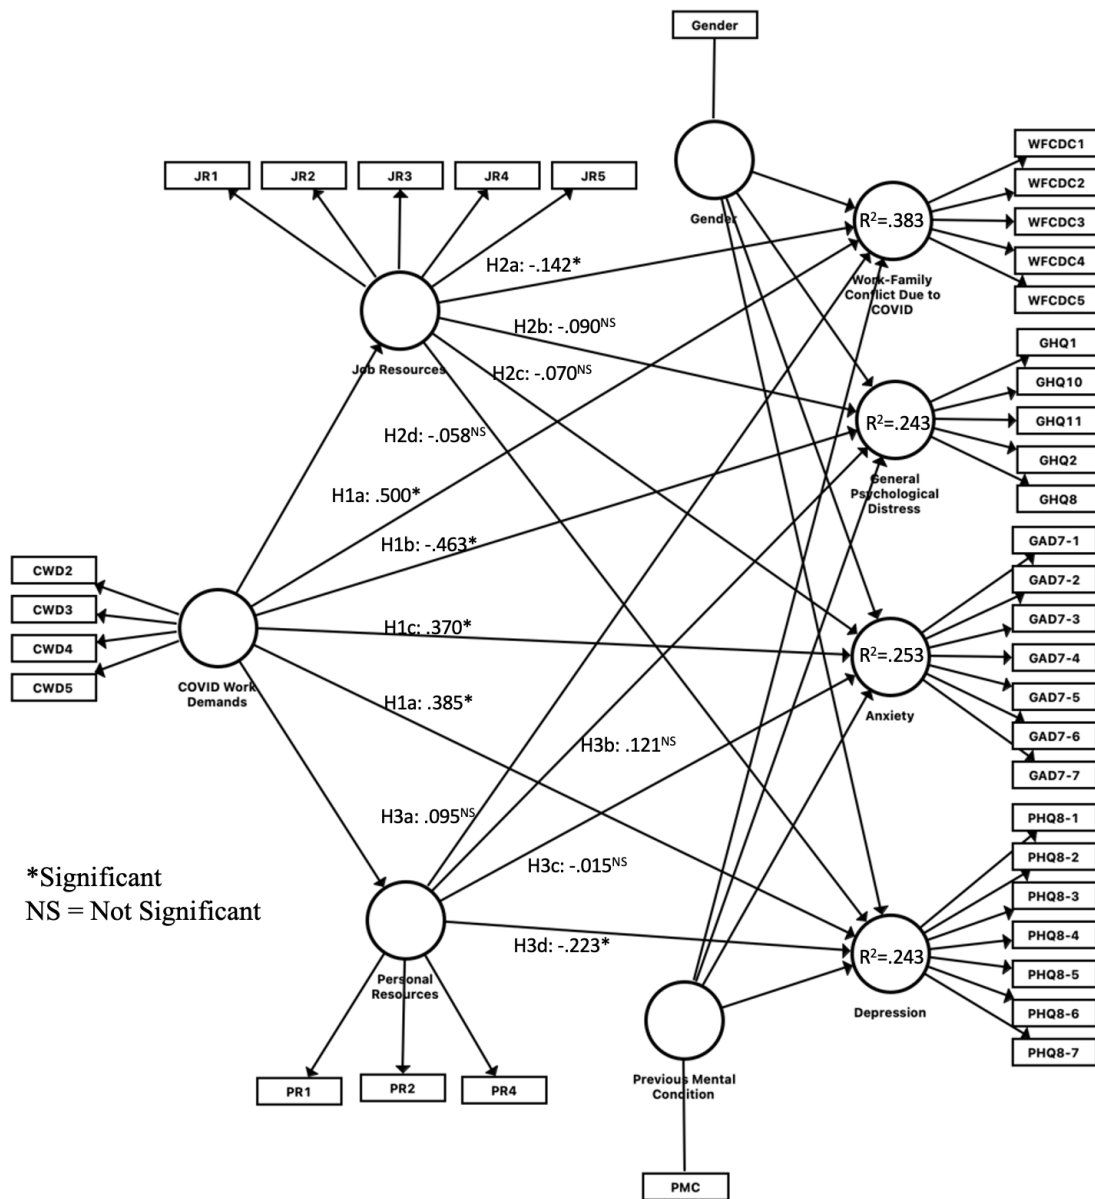 Gender
Gender
JR1
JR2
JR3
JR4
JR5
Job Resources
WFCDC1
WFCDC2
WFCDC3
WFCDC4
WFCDC5
R²=.383
Work-Family
Conflict Due to
COVID
H2a: -.142*
H2b: -.090NS
H2c: -.070NS
H2d: -.058NS
GHQ1
GHQ10
GHQ11
GHQ2
GHQ8
R²=.243
General
Psychological
Distress
H1a: .500*
H1b: -.463*
H1c: .370*
H1a: .385*
CWD2
CWD3
CWD4
CWD5
COVID Work
Demands
GAD7-1
GAD7-2
GAD7-3
GAD7-4
GAD7-5
GAD7-6
GAD7-7
R²=.253
Anxiety
H3b: .121NS
H3a: .095NS
H3c: -.015NS
H3d: -.223*
*Significant
NS = Not Significant
PHQ8-1
PHQ8-2
PHQ8-3
PHQ8-4
PHQ8-5
PHQ8-6
PHQ8-7
R²=.243
Depression
Personal
Resources
PR1
PR2
PR4
Previous Mental
Condition
PMC